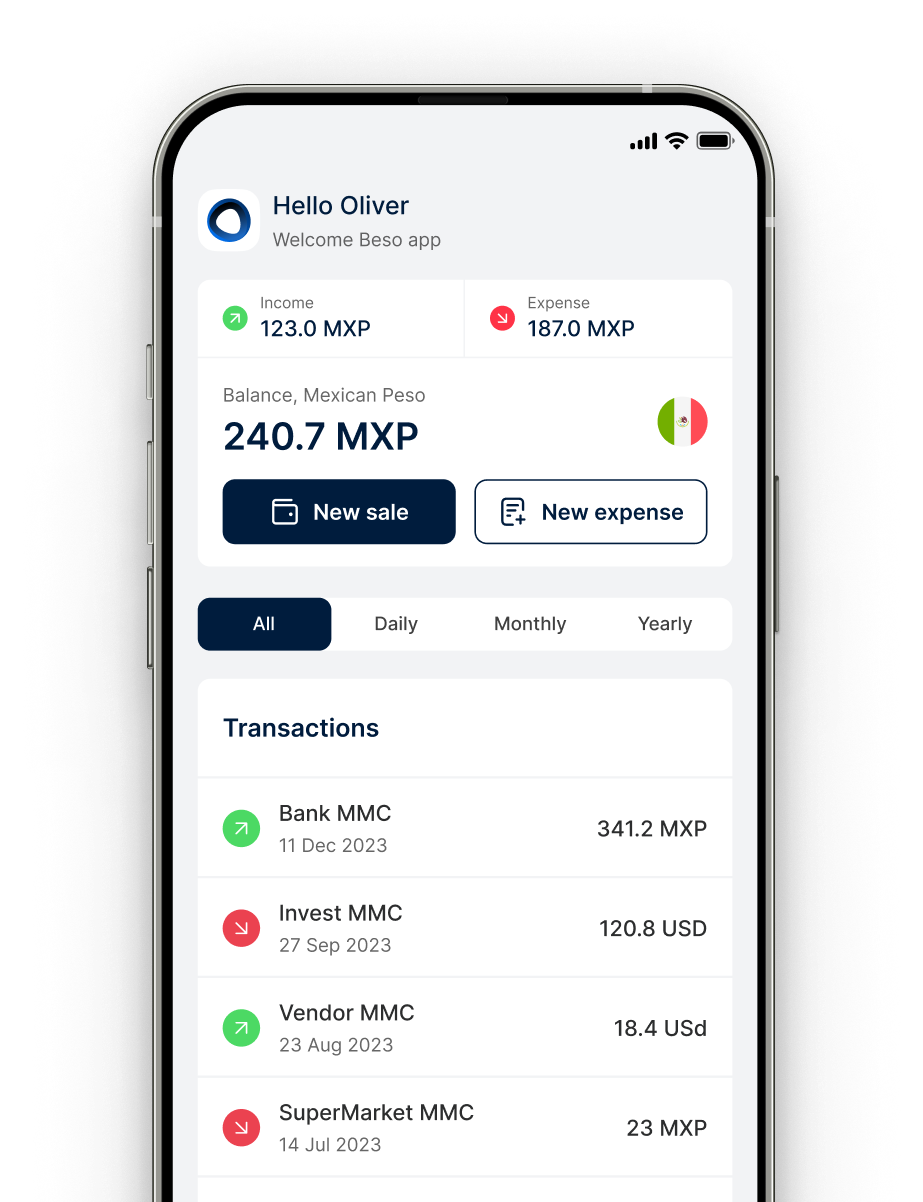 Hello Oliver
Welcome Beso app
Income
123.0 MXP
Expense
187.0 MXP
Balance, Mexican Peso
240.7 MXP
New sale
New expense
All
Daily
Monthly
Yearly
Transactions
Bank MMC
11 Dec 2023
341.2 MXP
Invest MMC
27 Sep 2023
120.8 USD
Vendor MMC
23 Aug 2023
18.4 USd
SuperMarket MMC
14 Jul 2023
23 MXP